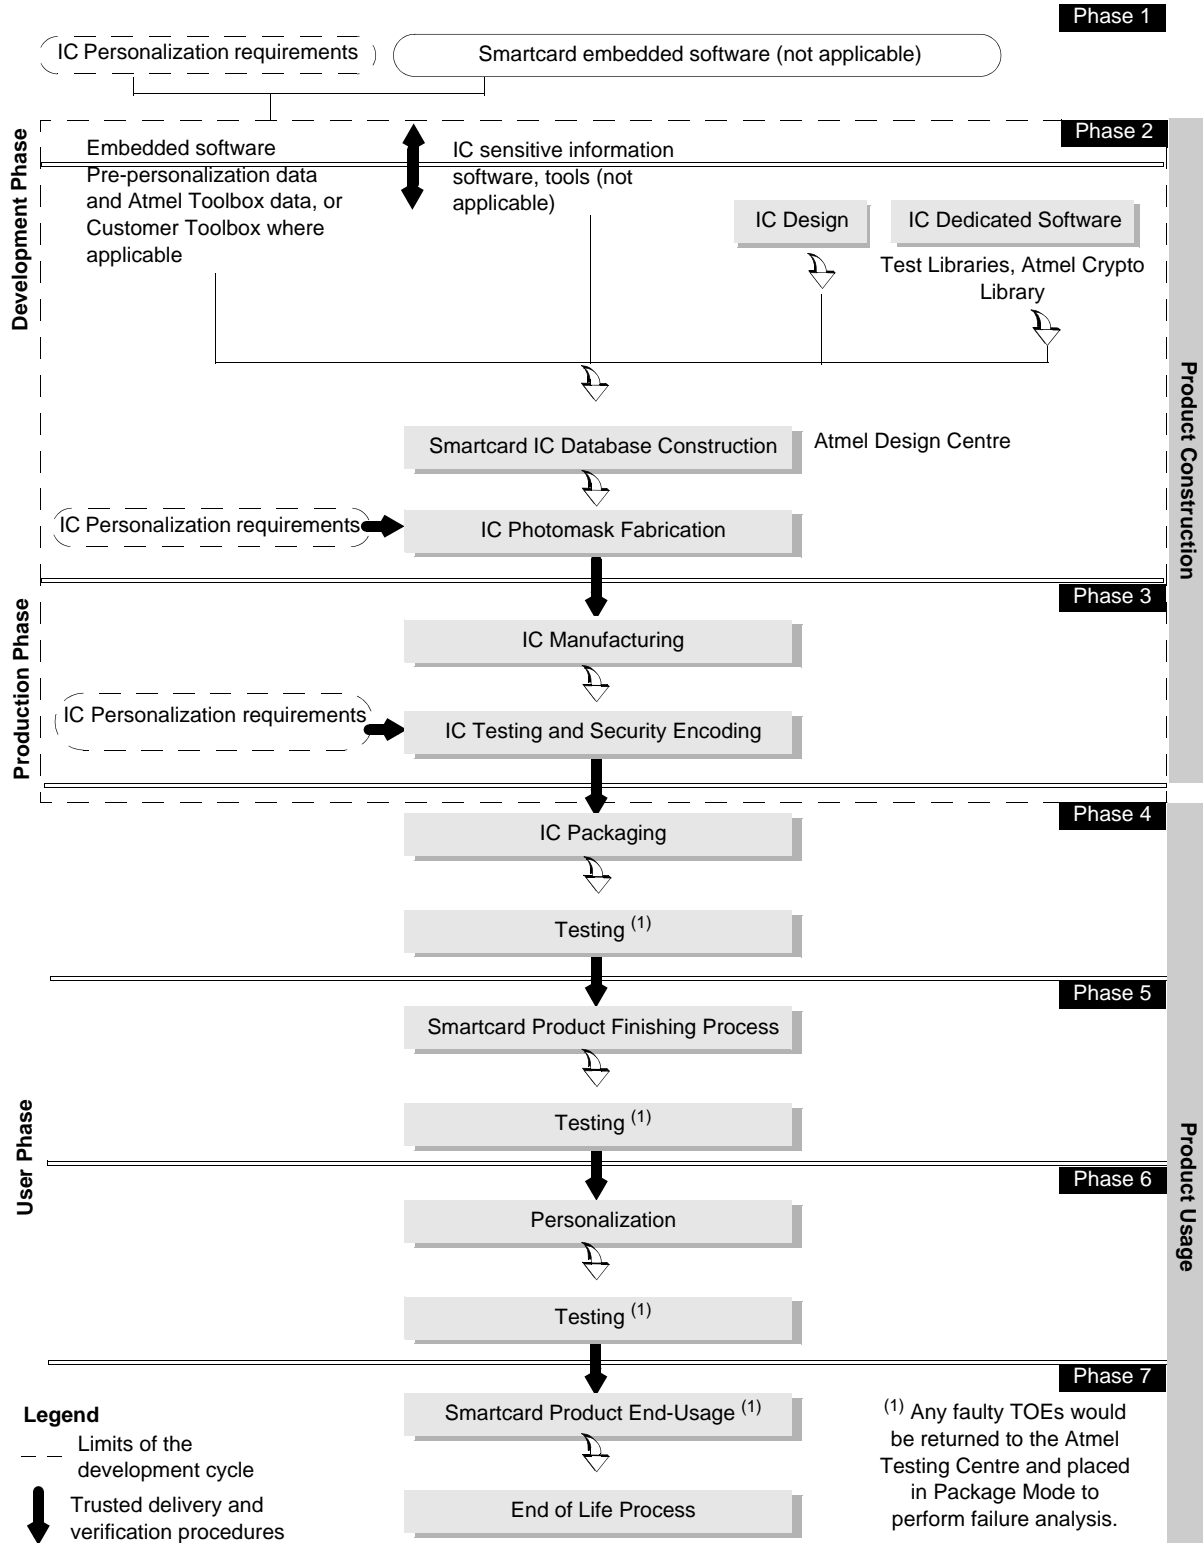 Phase 1
IC Personalization requirements
Smartcard embedded software (not applicable)
Development Phase
Phase 2
Embedded software
Pre-personalization data
and Atmel Toolbox data, or
Customer Toolbox where
applicable
IC sensitive information
software, tools (not
applicable)
IC Design
IC Dedicated Software
Test Libraries, Atmel Crypto
Library
Product Construction
Smartcard IC Database Construction
Atmel Design Centre
IC Personalization requirements
IC Photomask Fabrication
Production Phase
Phase 3
IC Manufacturing
IC Personalization requirements
IC Testing and Security Encoding
Phase 4
IC Packaging
Testing (1)
Phase 5
Smartcard Product Finishing Process
Testing (1)
User Phase
Product Usage
Phase 6
Personalization
Testing (1)
Phase 7
Smartcard Product End-Usage (1)
End of Life Process
Legend
Limits of the
development cycle
Trusted delivery and
verification procedures
(1) Any faulty TOEs would
be returned to the Atmel
Testing Centre and placed
in Package Mode to
perform failure analysis.